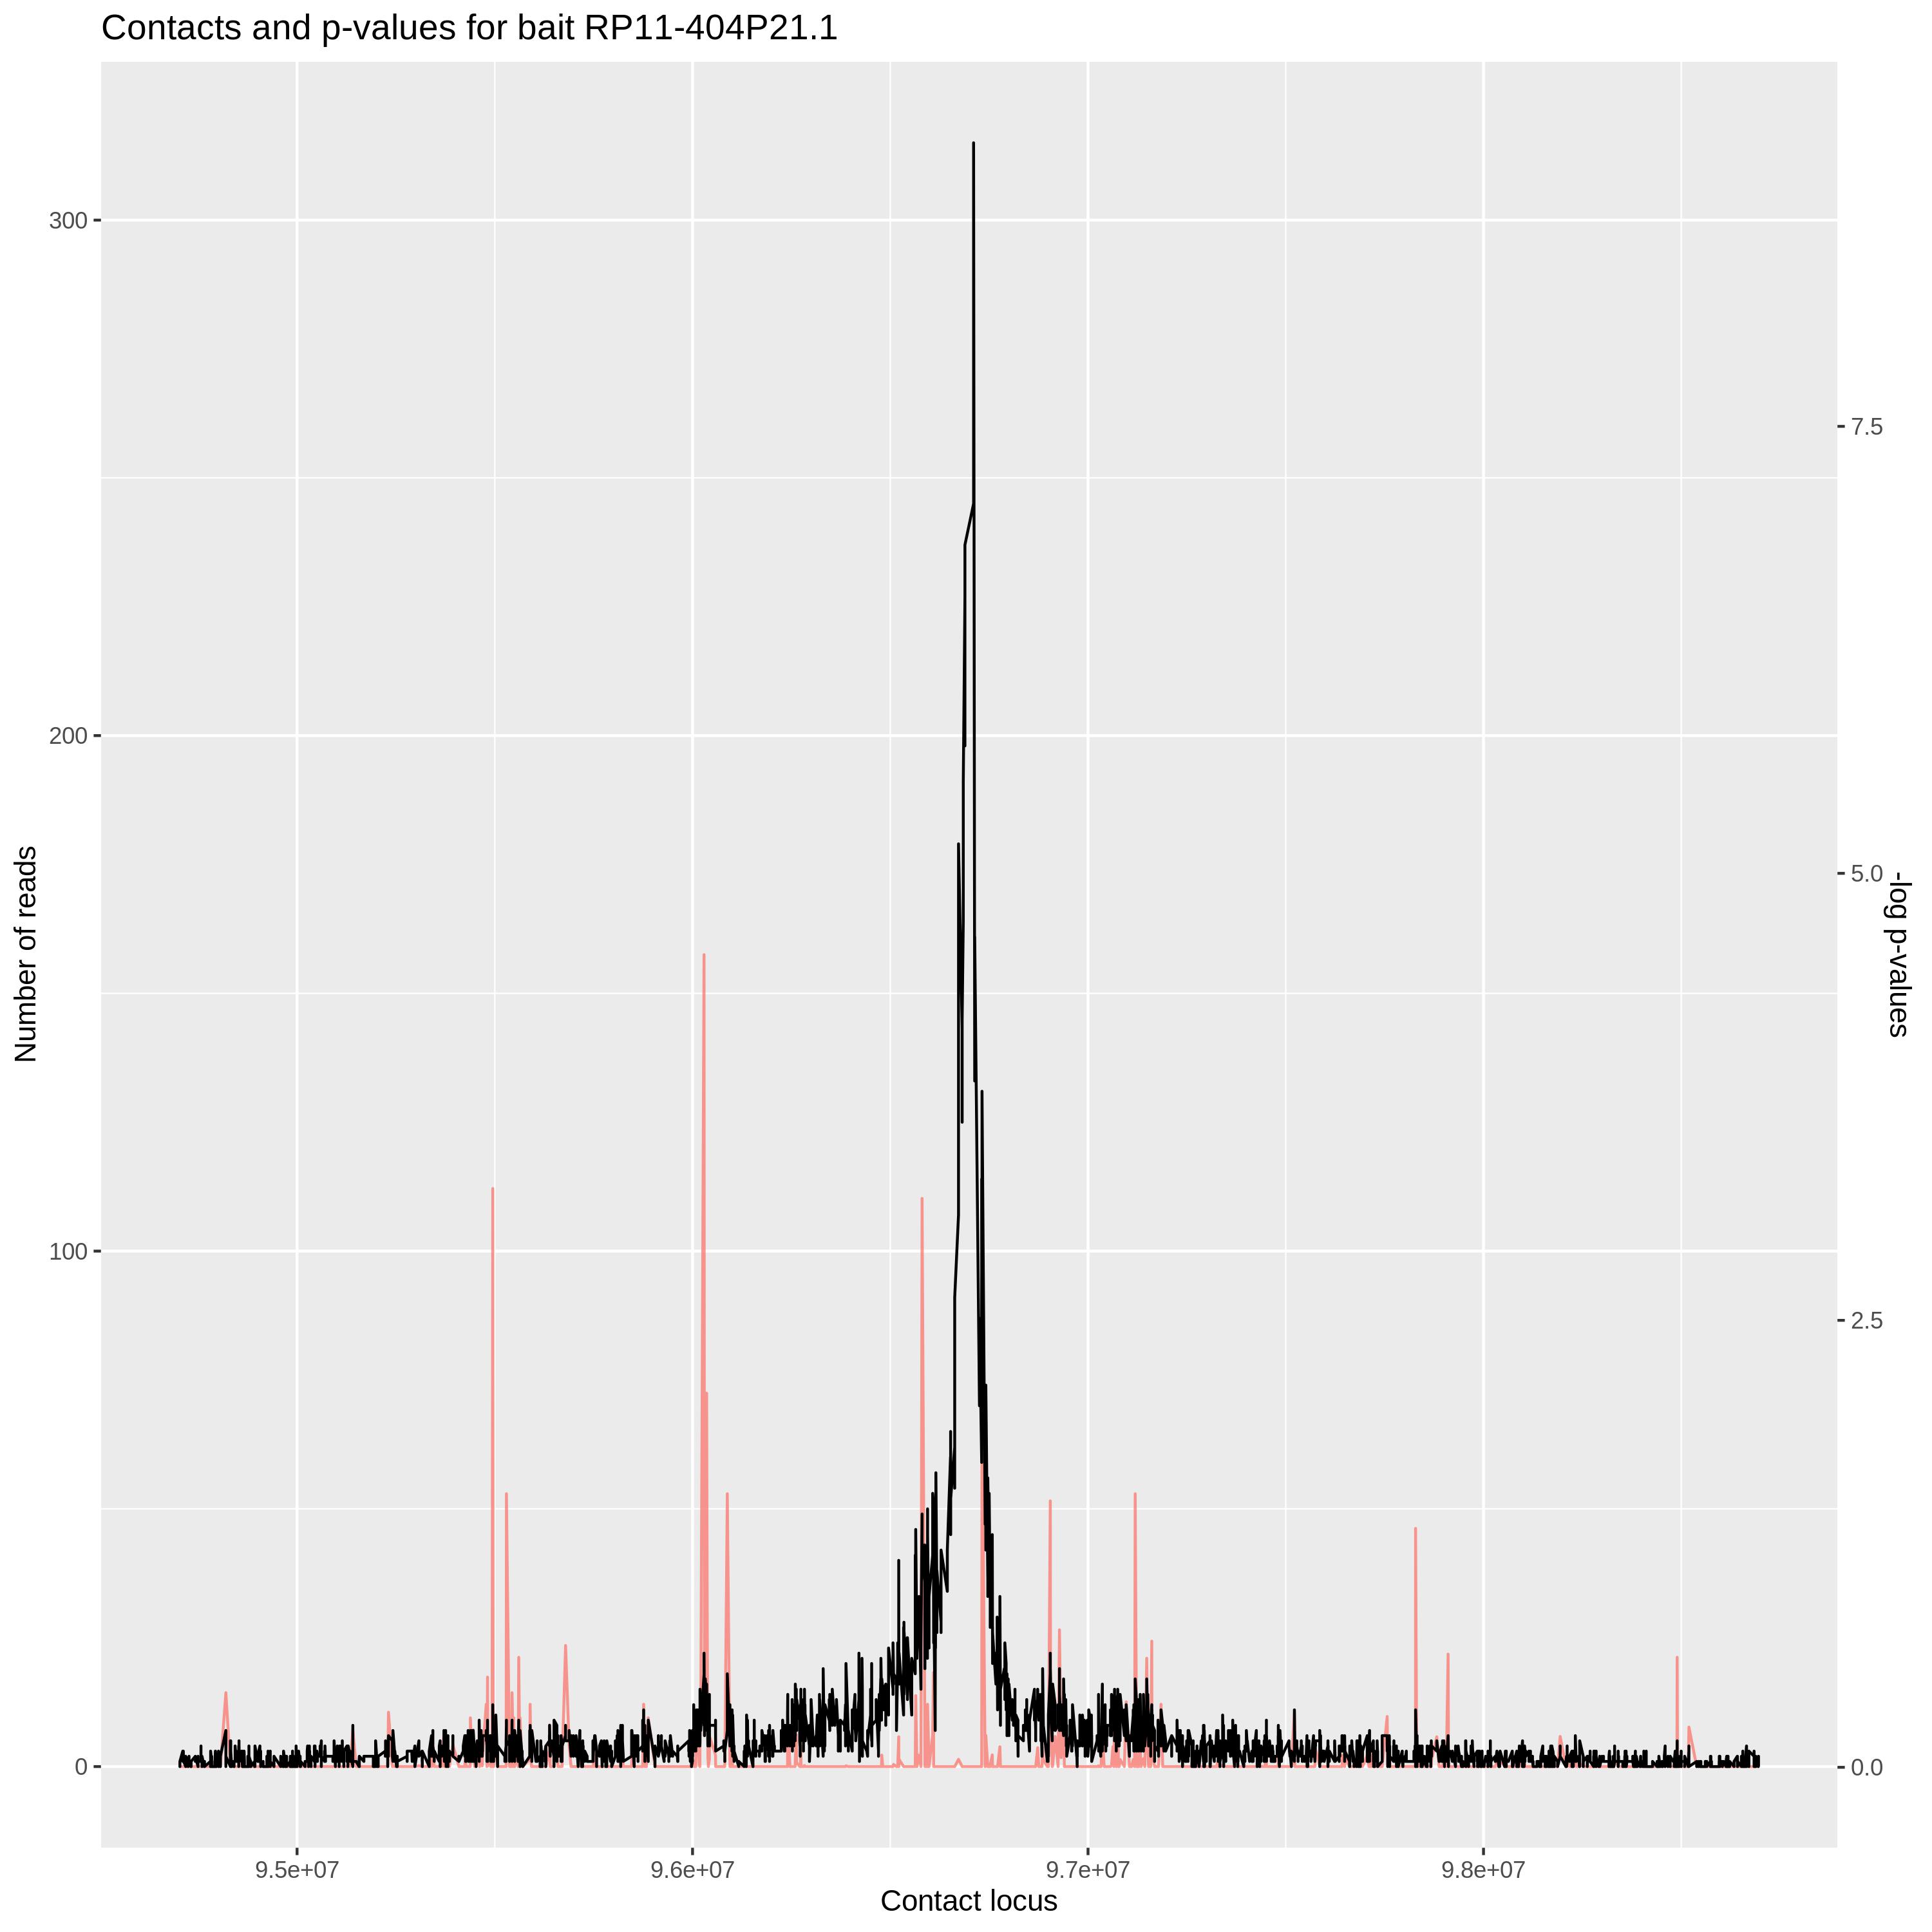 Contacts and p-values for bait RP11-404P21.1
300
200
100
0
Number of reads
7.5
5.0
2.5
0.0
-log p-values
9.5e+07
9.6e+07
9.7e+07
9.8e+07
Contact locus